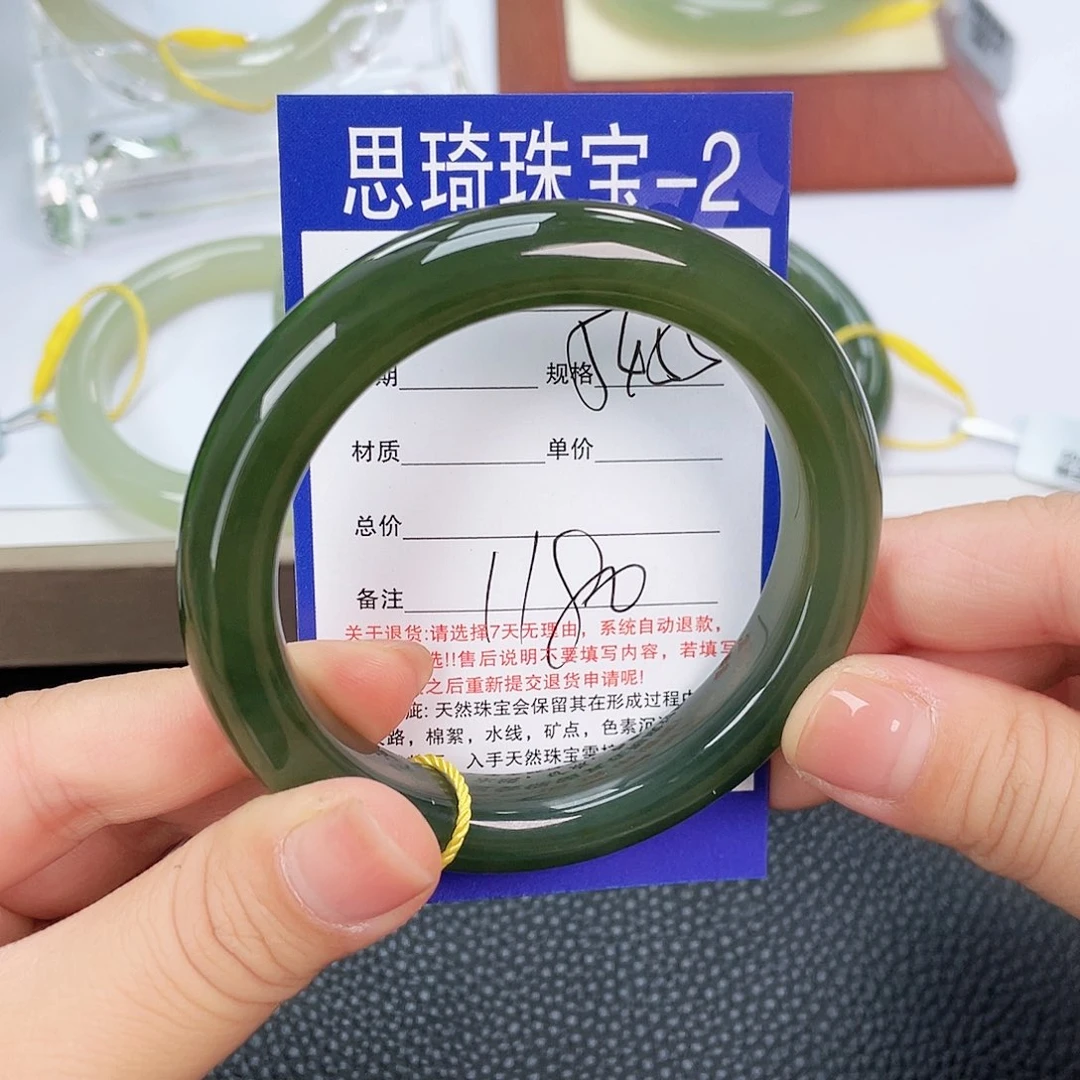 思琦珠宝-2
期 规格
材质 单价
总价
备注 11800
关于退货:请选择7天无理由，系统自动退款，
选!!售后说明不要填写内容，若填写
之后重新提交退货申请呢!
疵: 天然珠宝会保留其在形成过程
路，棉絮，水线，矿点，色素沉
入手天然珠宝需